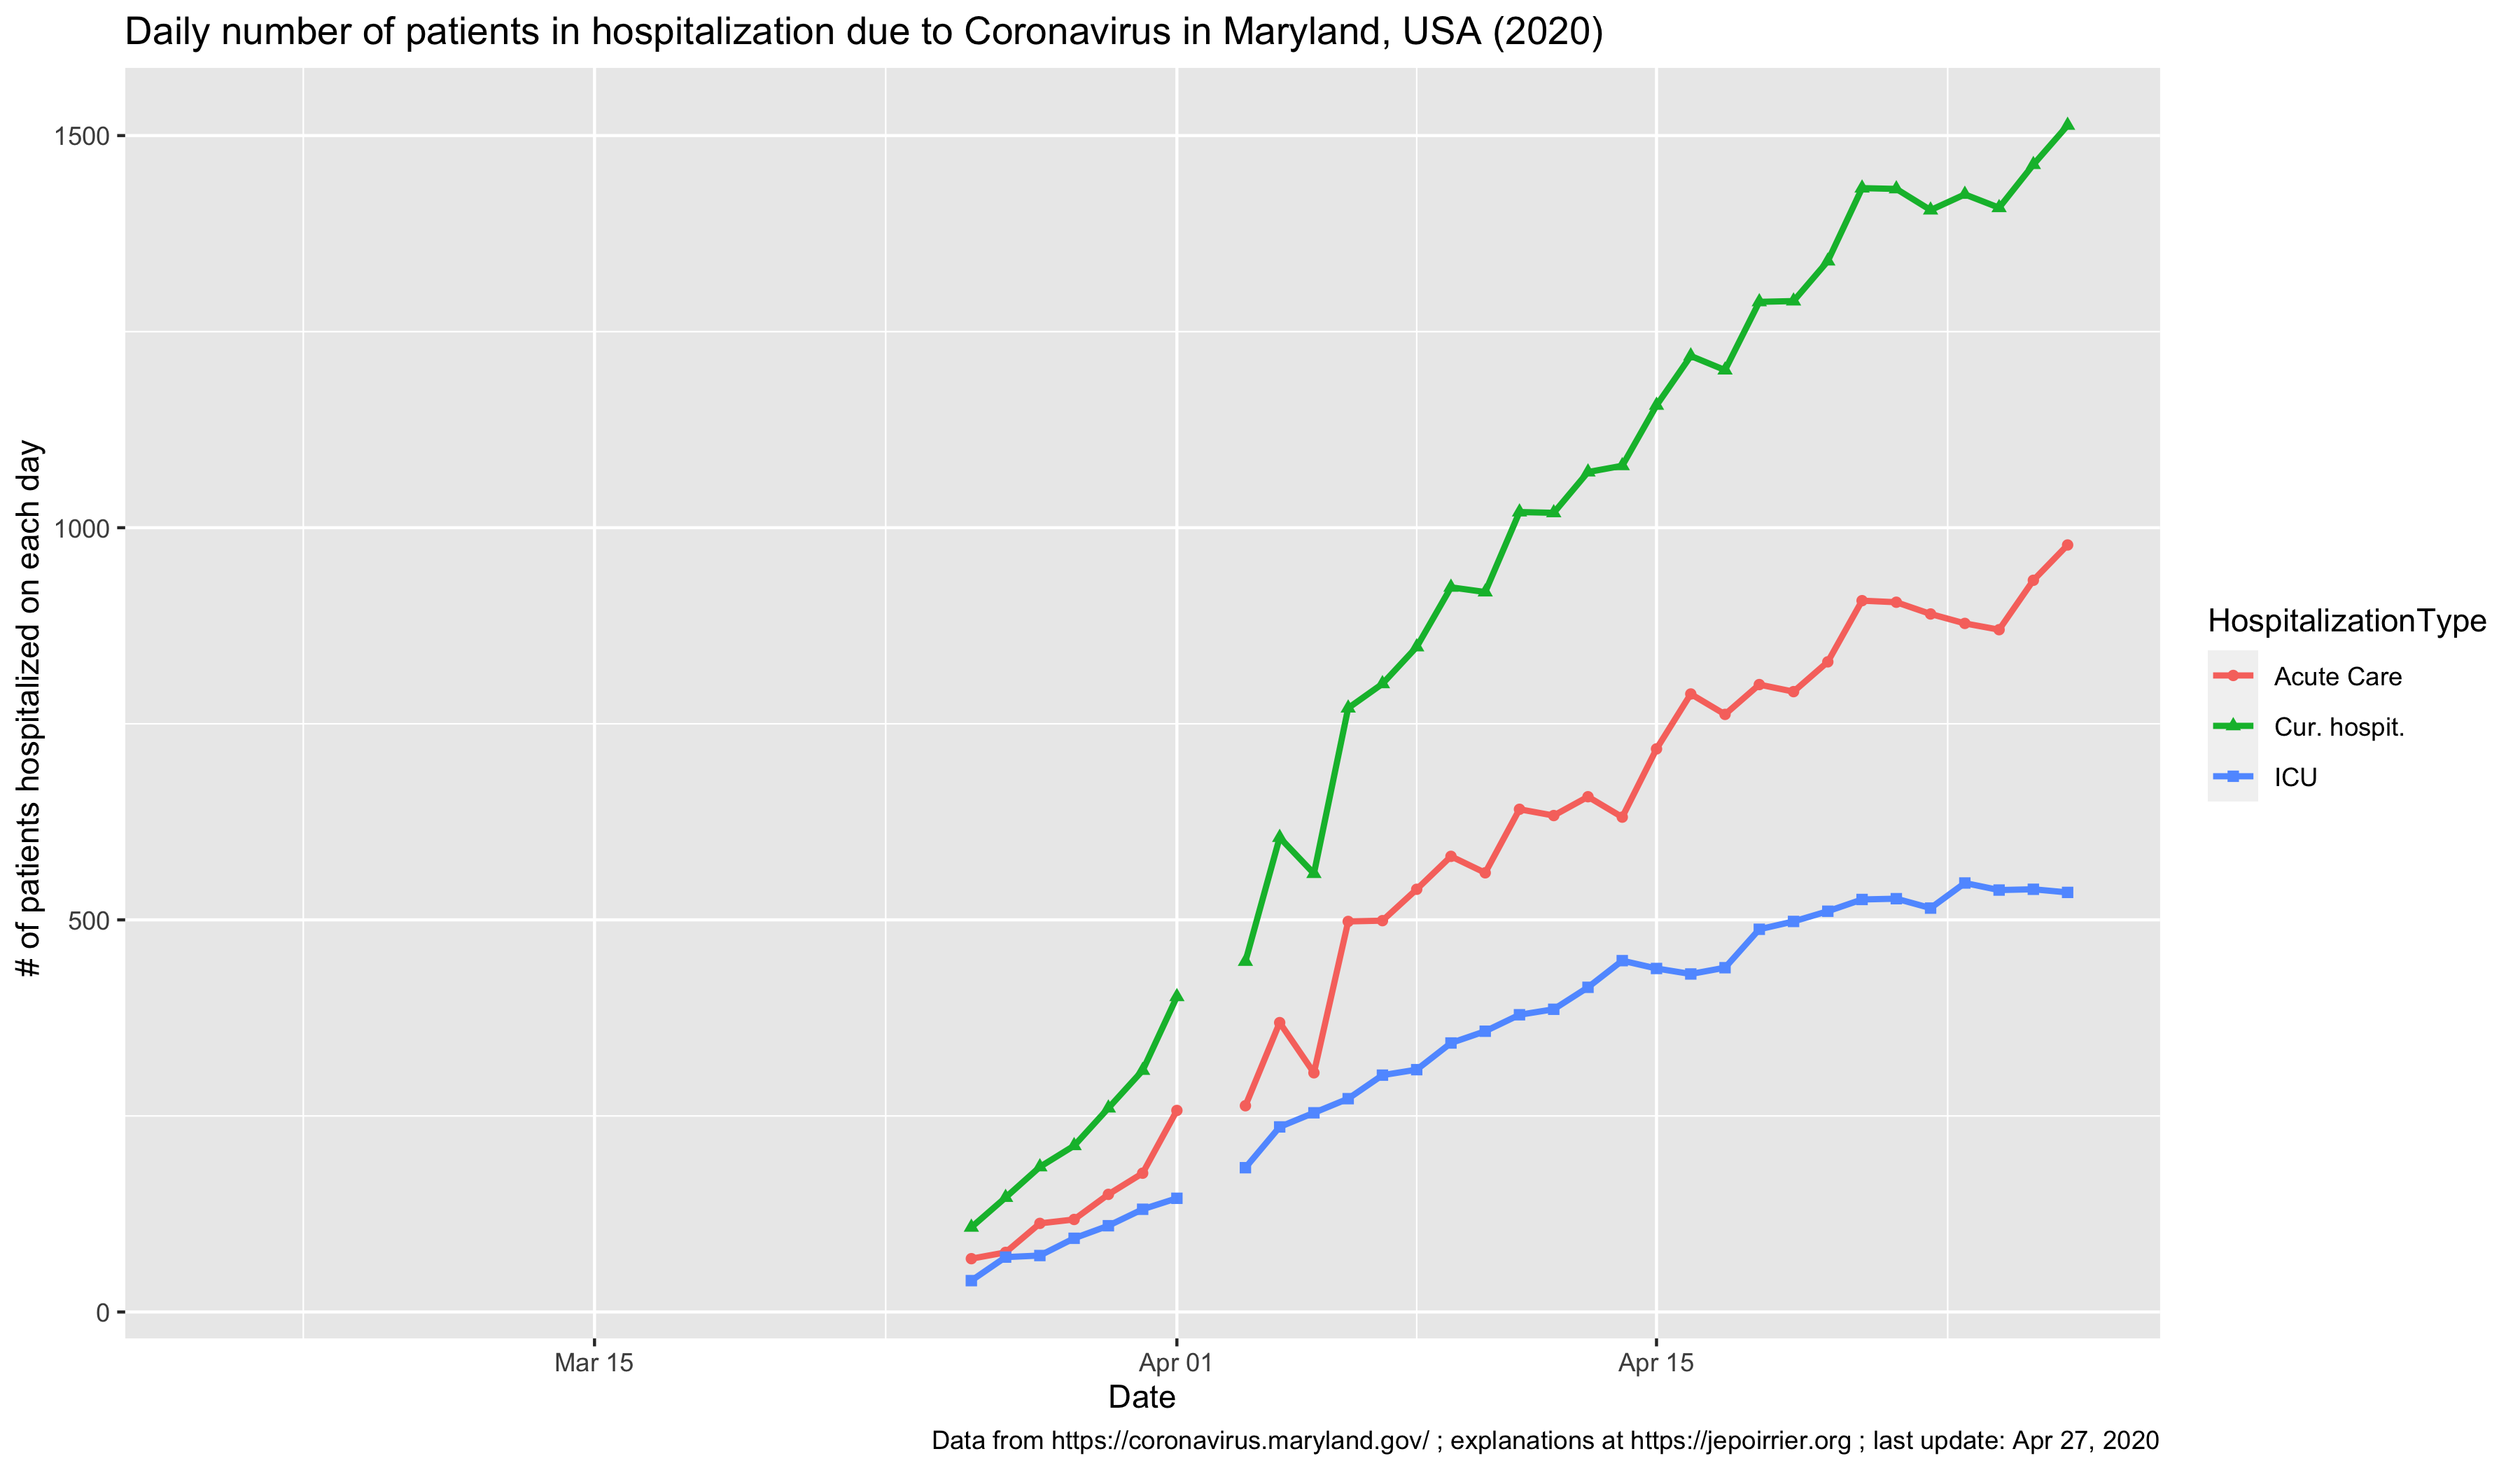 Daily number of patients in hospitalization due to Coronavirus in Maryland, USA (2020)
# of patients hospitalized on each day
1500
1000
500
0
Mar 15
Apr 01
Apr 15
Date
HospitalizationType
Acute Care
Cur. hospit.
ICU
Data from https://coronavirus.maryland.gov/ ; explanations at https://jepoirrier.org ; last update: Apr 27, 2020